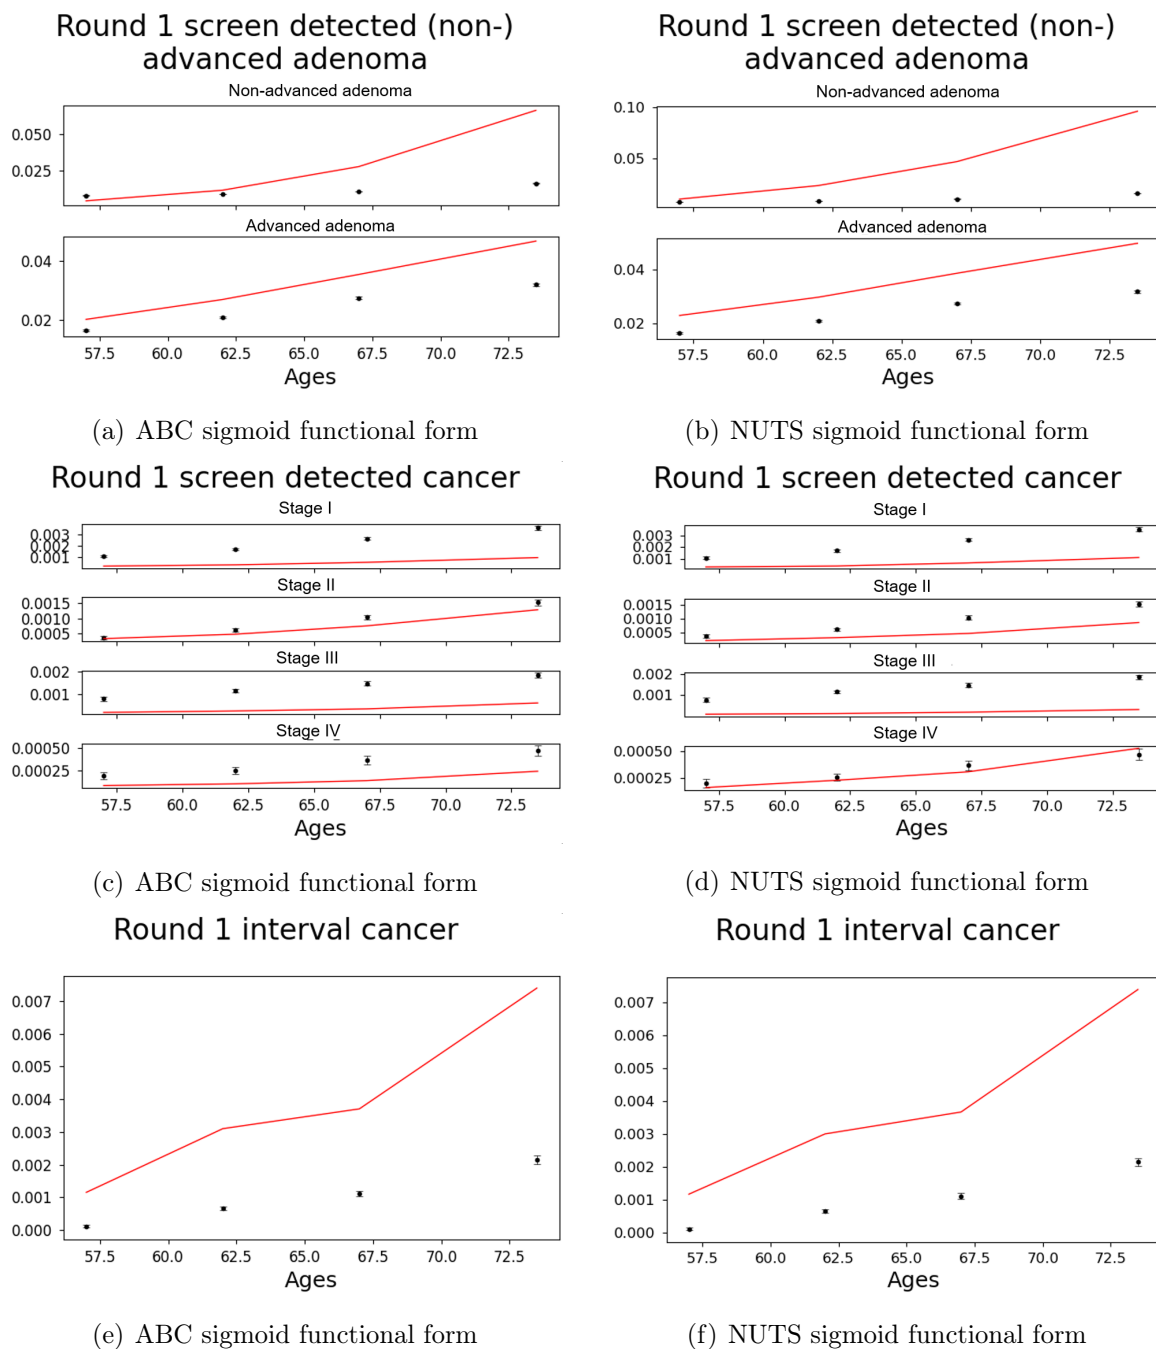 Round 1 screen detected (non-)
advanced adenoma
Non-advanced adenoma
0.050
0.025
Advanced adenoma
0.04
0.02
57.5 60.0 62.5 65.0 67.5 70.0 72.5
Ages
(a) ABC sigmoid functional form
Round 1 screen detected (non-)
advanced adenoma
Non-advanced adenoma
0.10
0.05
Advanced adenoma
0.04
0.02
57.5 60.0 62.5 65.0 67.5 70.0 72.5
Ages
(b) NUTS sigmoid functional form
Round 1 screen detected cancer
Stage I
0.003
0.002
0.001
Stage II
0.0015
0.0010
0.0005
Stage III
0.002
0.001
Stage IV
0.00050
0.00025
57.5 60.0 62.5 65.0 67.5 70.0 72.5
Ages
(c) ABC sigmoid functional form
Round 1 screen detected cancer
Stage I
0.003
0.002
0.001
Stage II
0.0015
0.0010
0.0005
Stage III
0.002
0.001
Stage IV
0.00050
0.00025
57.5 60.0 62.5 65.0 67.5 70.0 72.5
Ages
(d) NUTS sigmoid functional form
Round 1 interval cancer
0.007
0.006
0.005
0.004
0.003
0.002
0.001
0.000
57.5 60.0 62.5 65.0 67.5 70.0 72.5
Ages
(e) ABC sigmoid functional form
Round 1 interval cancer
0.007
0.006
0.005
0.004
0.003
0.002
0.001
0.000
57.5 60.0 62.5 65.0 67.5 70.0 72.5
Ages
(f) NUTS sigmoid functional form